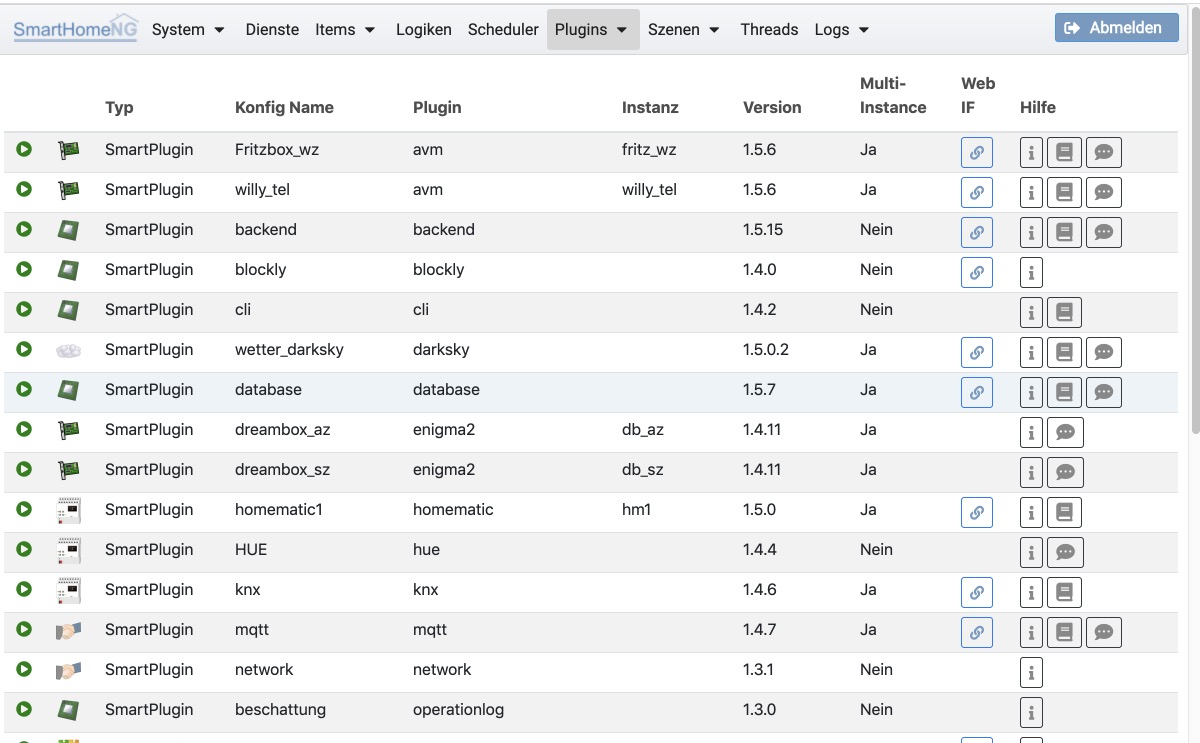 SmartHomeNG System Dienste Items Logiken Scheduler Plugins Szenen Threads Logs Abmelden
Typ Konfig Name Plugin Instanz Version Multi-Instance Web IF Hilfe
SmartPlugin Fritzbox_wz avm fritz_wz 1.5.6 Ja
SmartPlugin willy_tel avm willy_tel 1.5.6 Ja
SmartPlugin backend backend 1.5.15 Nein
SmartPlugin blockly blockly 1.4.0 Nein
SmartPlugin cli cli 1.4.2 Nein
SmartPlugin wetter_darksky darksky 1.5.0.2 Ja
SmartPlugin database database 1.5.7 Ja
SmartPlugin dreambox_az enigma2 db_az 1.4.11 Ja
SmartPlugin dreambox_sz enigma2 db_sz 1.4.11 Ja
SmartPlugin homematic1 homematic hm1 1.5.0 Ja
SmartPlugin HUE hue 1.4.4 Nein
SmartPlugin knx knx 1.4.6 Ja
SmartPlugin mqtt mqtt 1.4.7 Ja
SmartPlugin network network 1.3.1 Nein
SmartPlugin beschattung operationlog 1.3.0 Nein